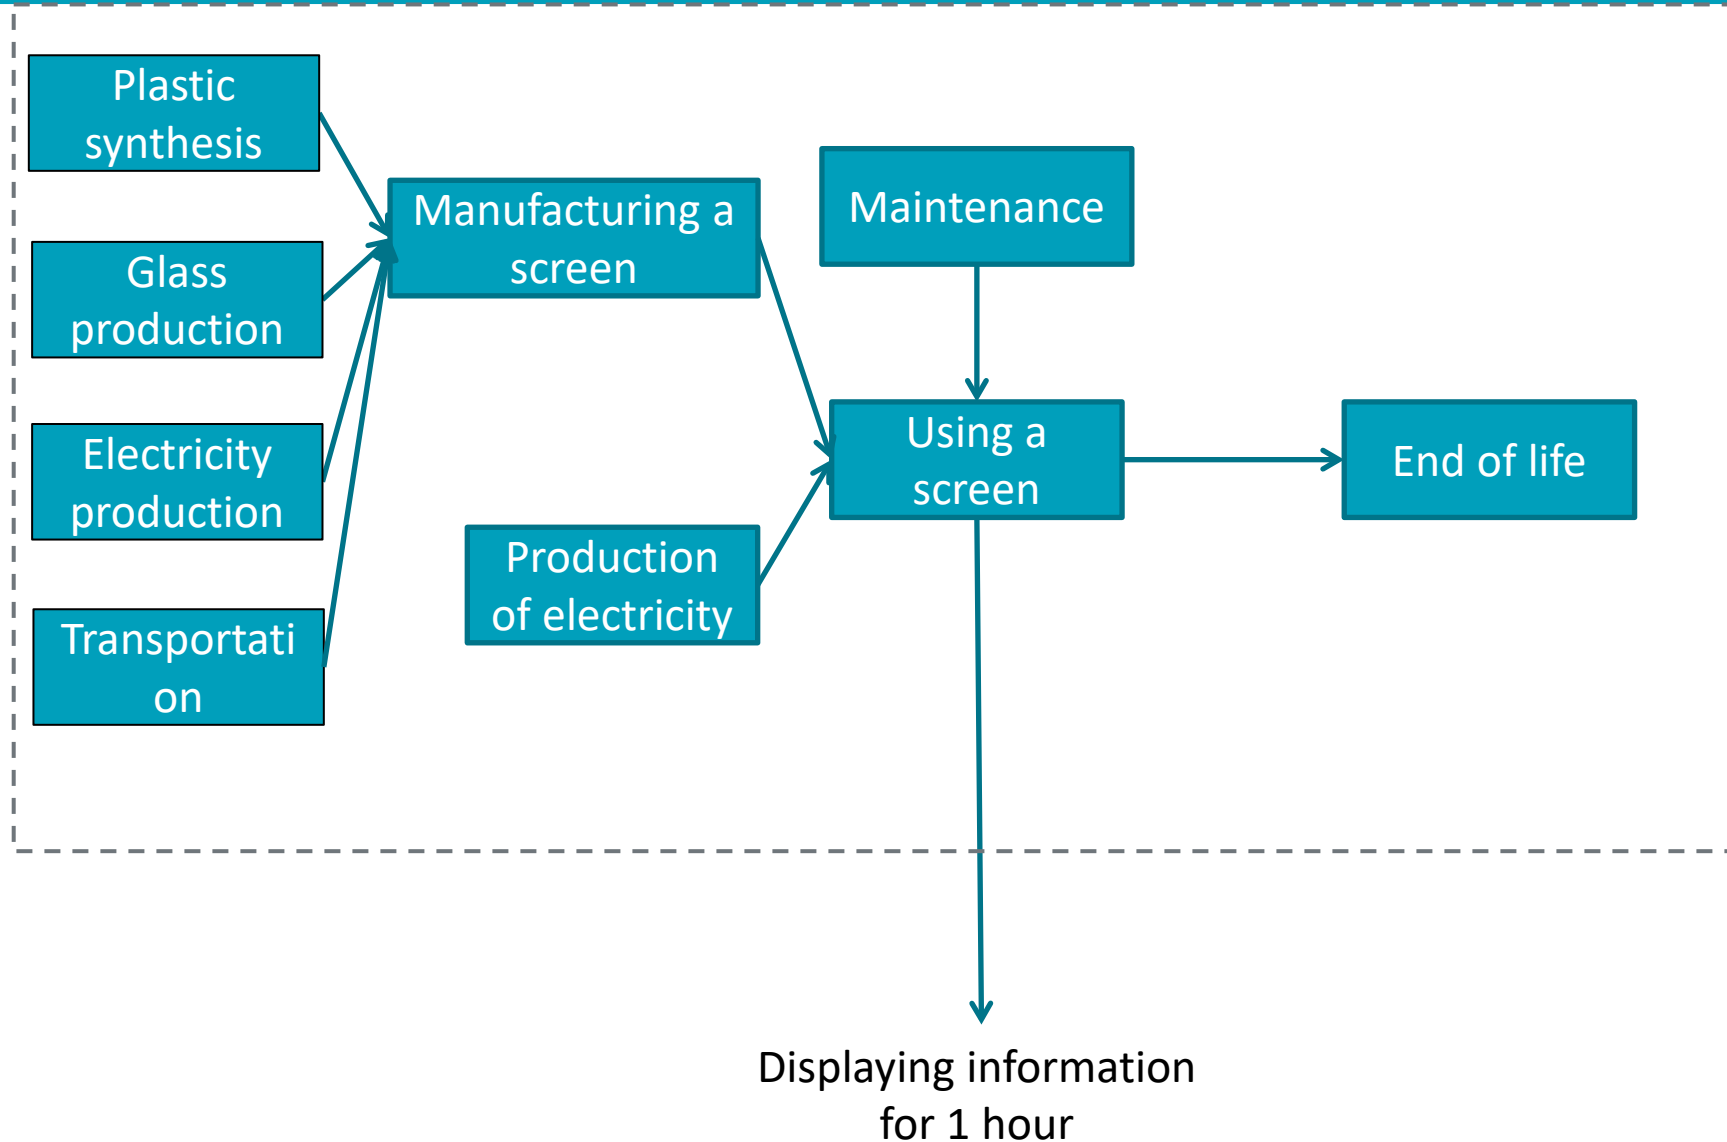 Plastic
synthesis
Manufacturing a
screen
Maintenance
Glass
production
Electricity
production
Using a
screen
End of life
Production
of electricity
Transportati
on
Displaying information
for 1 hour